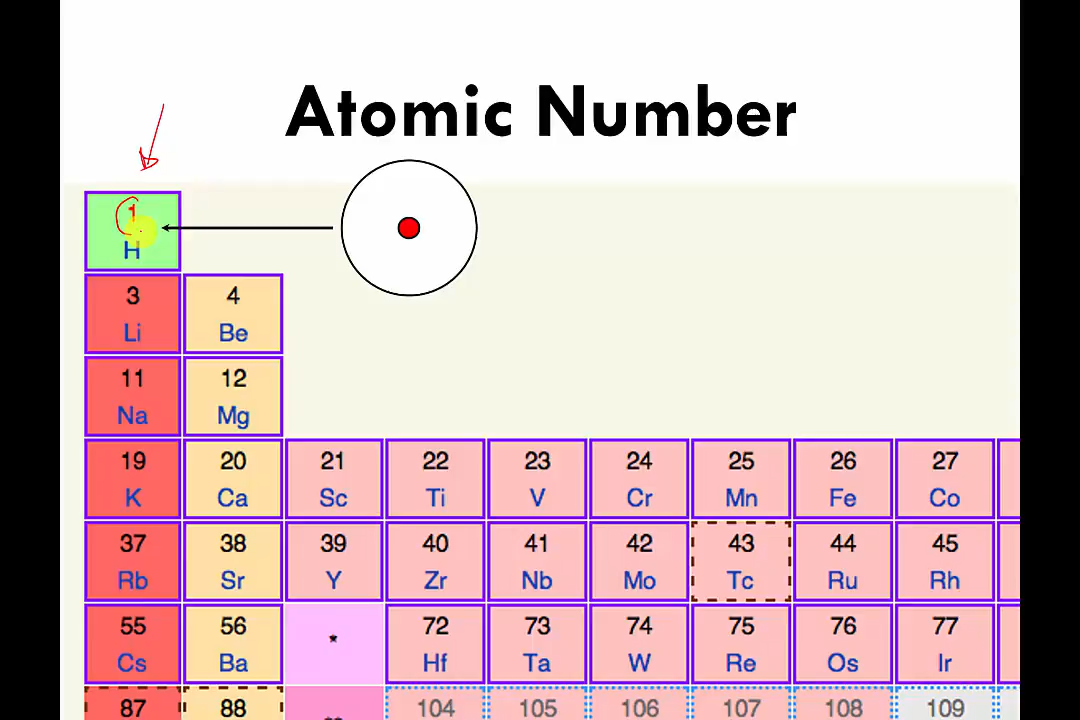 Atomic Number
1
H
3 4
Li Be
11 12
Na Mg
19 20 21 22 23 24 25 26 27
K Ca Sc Ti V Cr Mn Fe Co
37 38 39 40 41 42 43 44 45
Rb Sr Y Zr Nb Mo Tc Ru Rh
55 56 * 72 73 74 75 76 77
Cs Ba Hf Ta W Re Os Ir
87 88 104 105 106 107 108 109